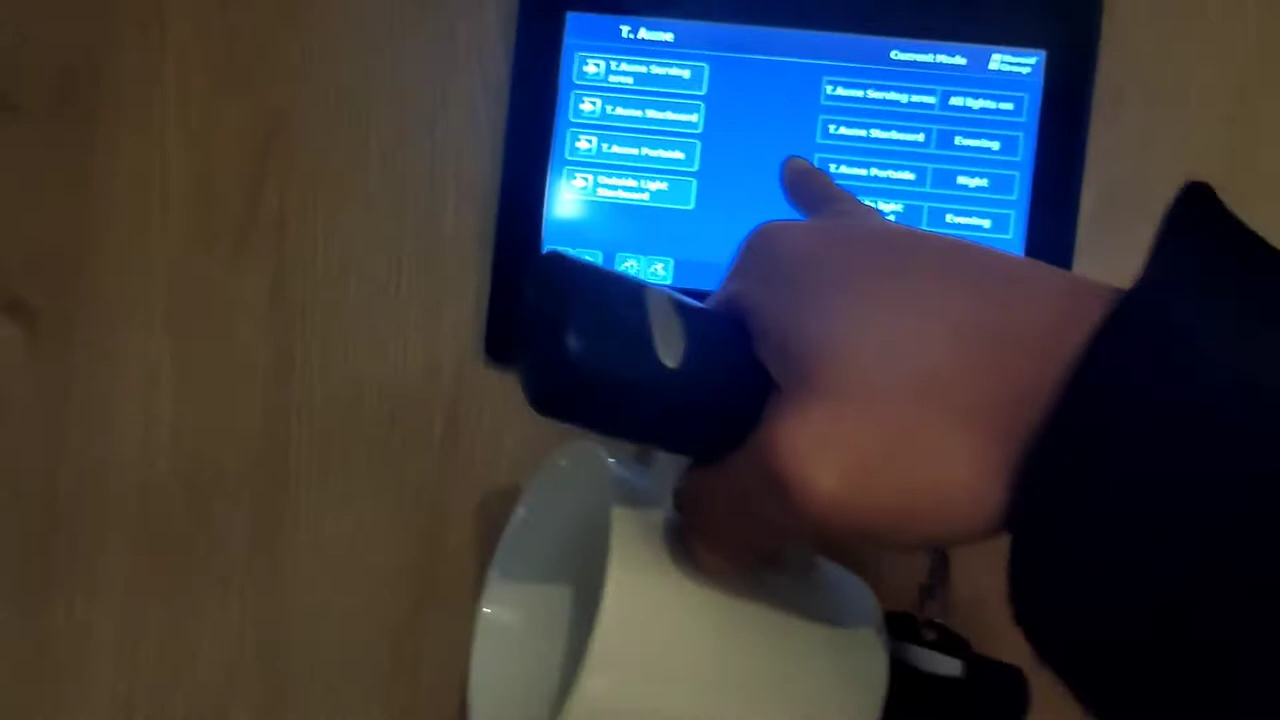 T. Aune
Current Mode
T.Aune Serving
area
T.Aune Serving area
All lights on
T.Aune Starboard
T.Aune Starboard
Evening
T.Aune Portside
T.Aune Portside
Night
Outside Light
Starboard
light
Evening